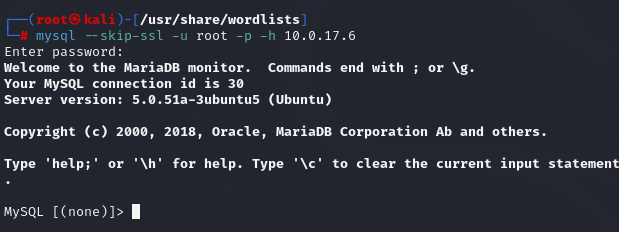 ┌──(root㉿kali)-[/usr/share/wordlists]
└─# mysql --skip-ssl -u root -p -h 10.0.17.6
Enter password:
Welcome to the MariaDB monitor.  Commands end with ; or \g.
Your MySQL connection id is 30
Server version: 5.0.51a-3ubuntu5 (Ubuntu)

Copyright (c) 2000, 2018, Oracle, MariaDB Corporation Ab and others.

Type 'help;' or '\h' for help. Type '\c' to clear the current input statement
.

MySQL [(none)]>